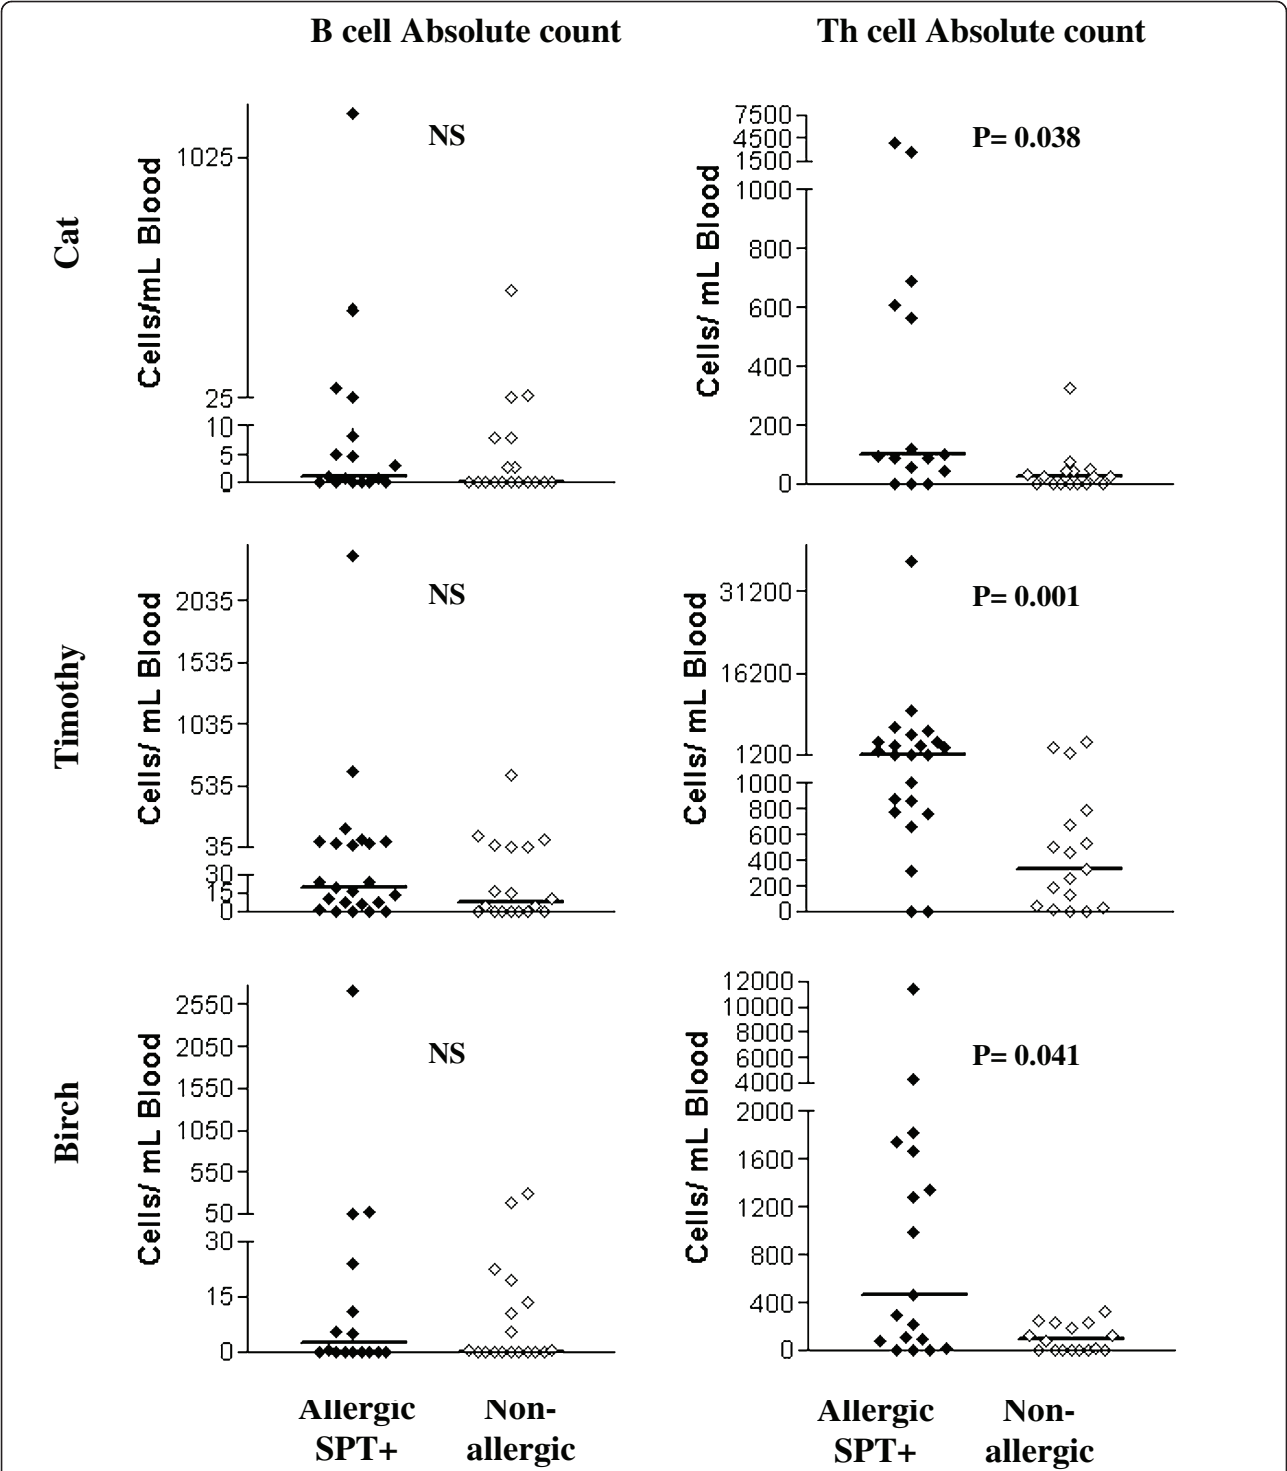 B cell Absolute count
Th cell Absolute count
Cat
Cells/mL Blood
1025
25
10
5
0
NS
Cells/ mL Blood
7500
4500
1500
1000
800
600
400
200
0
P= 0.038
Timothy
Cells/ mL Blood
2035
1535
1035
535
35
30
15
0
NS
Cells/ mL Blood
31200
16200
1200
1000
800
600
400
200
0
P= 0.001
Birch
Cells/ mL Blood
2550
2050
1550
1050
550
50
30
15
0
NS
Cells/ mL Blood
12000
10000
8000
6000
4000
2000
1600
1200
800
400
0
P= 0.041
Allergic
SPT+
Non-
allergic
Allergic
SPT+
Non-
allergic